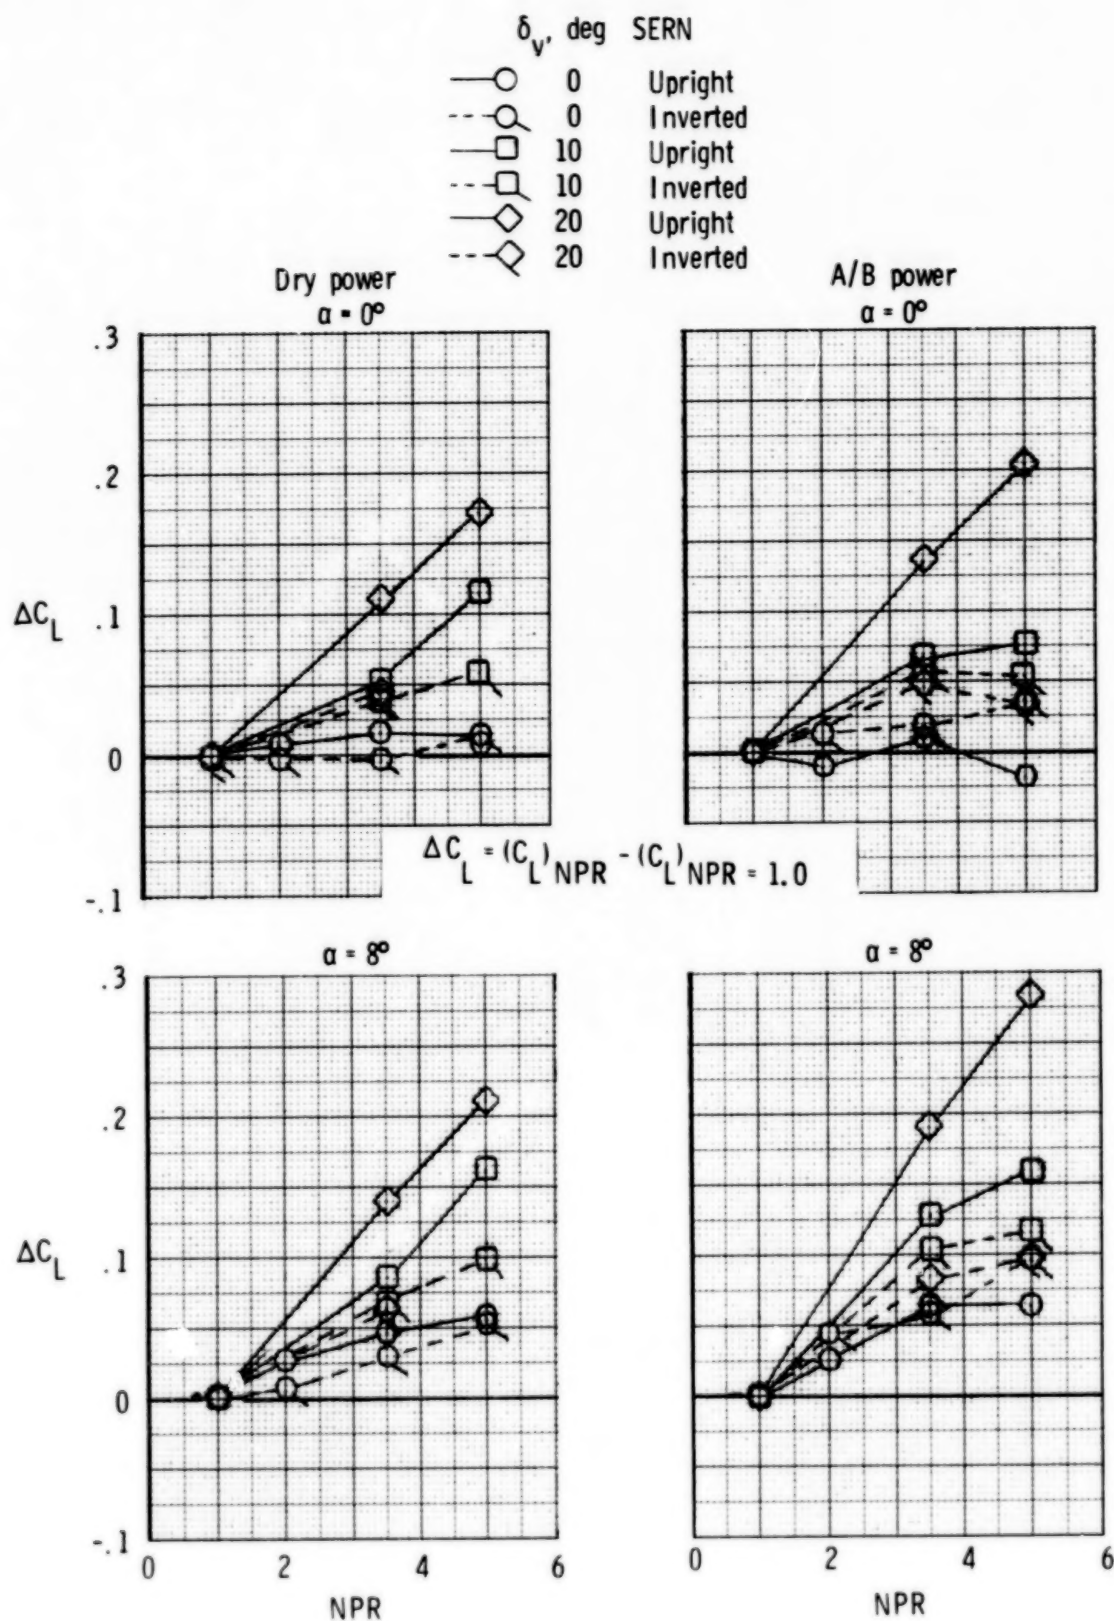 δv, deg SERN
0 Upright
0 Inverted
10 Upright
10 Inverted
20 Upright
20 Inverted
Dry power
α = 0°
A/B power
α = 0°
.3
.2
ΔCL .1
0
-.1
ΔCL = (CL)NPR - (CL)NPR = 1.0
α = 8°
α = 8°
.3
.2
ΔCL .1
0
-.1
0 2 4 6
0 2 4 6
NPR
NPR